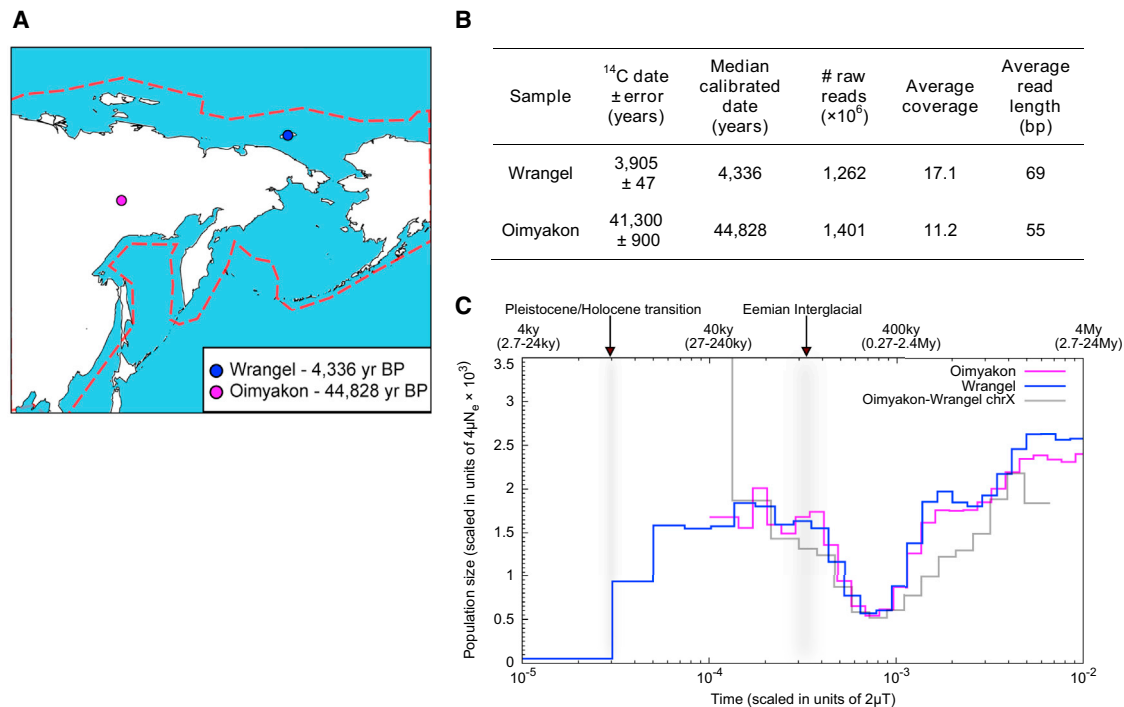 A
Wrangel - 4,336 yr BP
Oimyakon - 44,828 yr BP
B
Sample
¹⁴C date
± error
(years)
Median
calibrated
date
(years)
# raw
reads
(×10⁶)
Average
coverage
Average
read
length
(bp)
Wrangel
3,905
± 47
4,336
1,262
17.1
69
Oimyakon
41,300
± 900
44,828
1,401
11.2
55
C
Pleistocene/Holocene transition
Eemian Interglacial
4ky
(2.7-24ky)
40ky
(27-240ky)
400ky
(0.27-2.4My)
4My
(2.7-24My)
Oimyakon
Wrangel
Oimyakon-Wrangel chrX
Population size (scaled in units of 4µNₑ × 10³)
3.5
3
2.5
2
1.5
1
0.5
0
10⁻⁵
10⁻⁴
10⁻³
10⁻²
Time (scaled in units of 2µT)